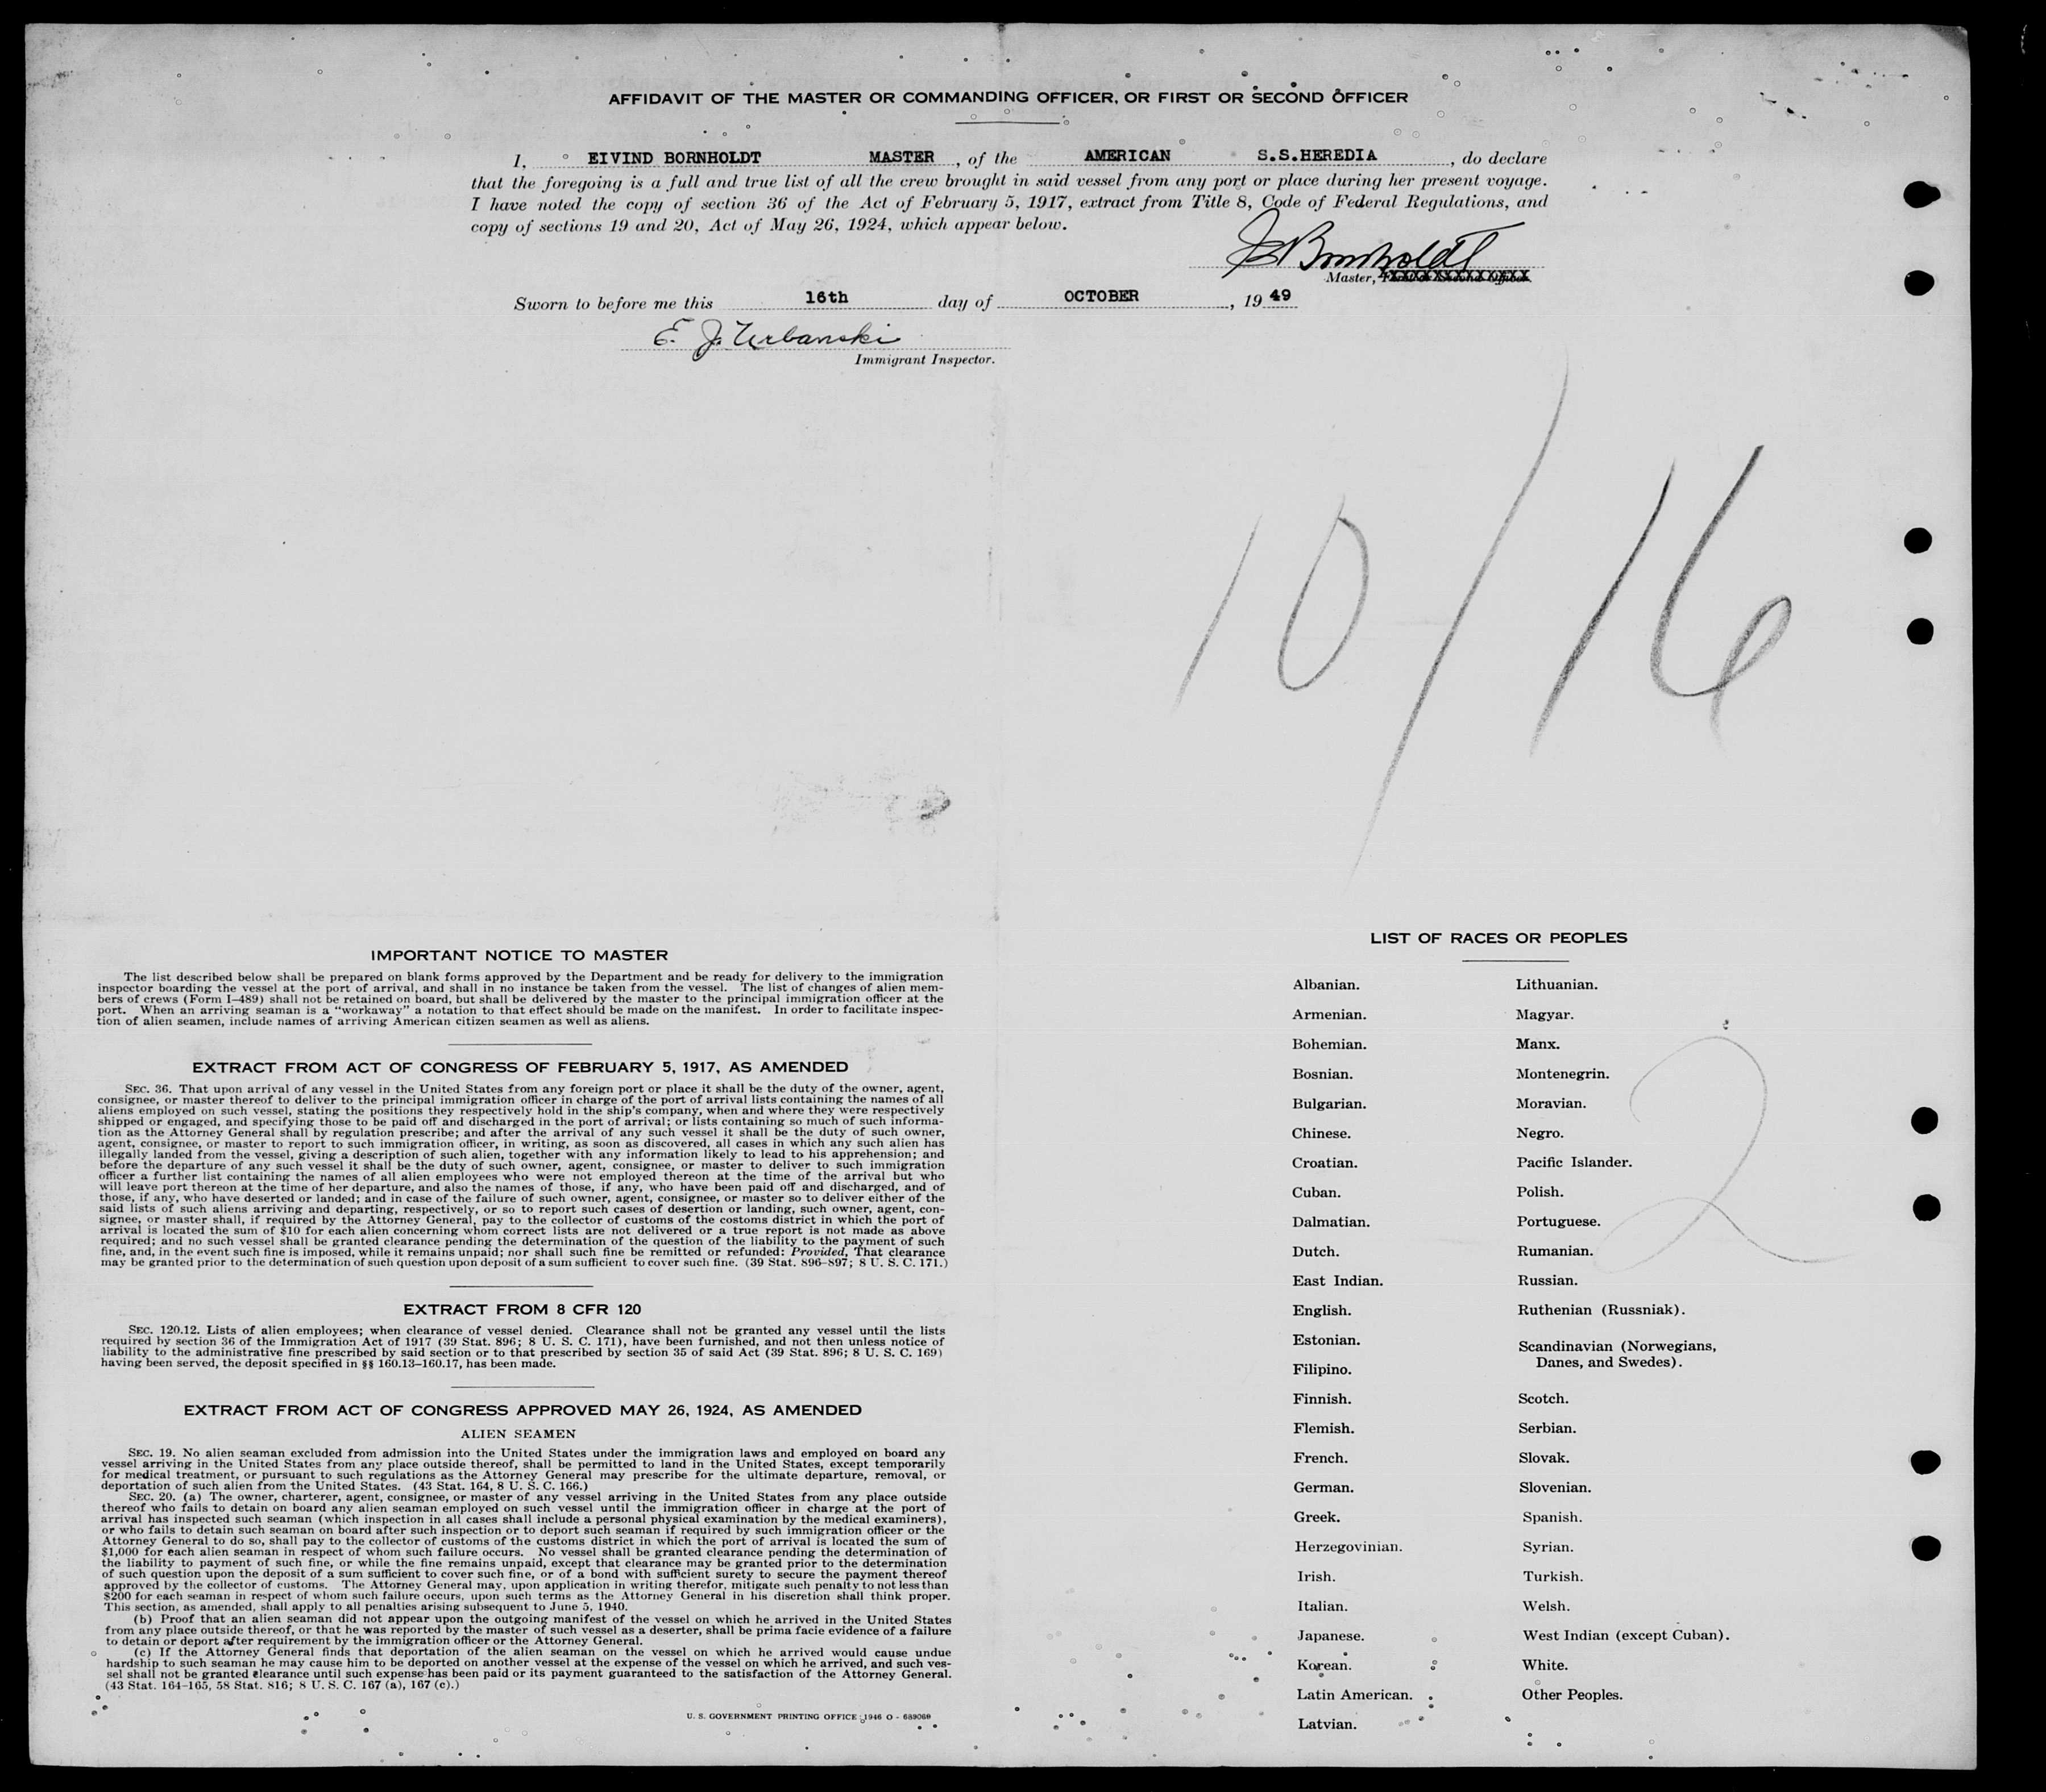 AFFIDAVIT OF THE MASTER OR COMMANDING OFFICER, OR FIRST OR SECOND OFFICER
I, EIVIND BORNHOLDT MASTER, of the AMERICAN S.S.HEREDIA, do declare
that the foregoing is a full and true list of all the crew brought in said vessel from any port or place during her present voyage.
I have noted the copy of section 36 of the Act of February 5, 1917, extract from Title 8, Code of Federal Regulations, and
copy of sections 19 and 20, Act of May 26, 1924, which appear below.
Bornholdt
Master, First or Second Officer.
Sworn to before me this 16th day of OCTOBER, 19 49
E. J. Urbanski
Immigrant Inspector.
10/16
IMPORTANT NOTICE TO MASTER
The list described below shall be prepared on blank forms approved by the Department and be ready for delivery to the immigration
inspector boarding the vessel at the port of arrival, and shall in no instance be taken from the vessel. The list of changes of alien mem-
bers of crews (Form I–489) shall not be retained on board, but shall be delivered by the master to the principal immigration officer at the
port. When an arriving seaman is a “workaway” a notation to that effect should be made on the manifest. In order to facilitate inspec-
tion of alien seamen, include names of arriving American citizen seamen as well as aliens.
EXTRACT FROM ACT OF CONGRESS OF FEBRUARY 5, 1917, AS AMENDED
SEC. 36. That upon arrival of any vessel in the United States from any foreign port or place it shall be the duty of the owner, agent,
consignee, or master thereof to deliver to the principal immigration officer in charge of the port of arrival lists containing the names of all
aliens employed on such vessel, stating the positions they respectively hold in the ship's company, when and where they were respectively
shipped or engaged, and specifying those to be paid off and discharged in the port of arrival; or lists containing so much of such informa-
tion as the Attorney General shall by regulation prescribe; and after the arrival of any such vessel it shall be the duty of such owner,
agent, consignee, or master to report to such immigration officer, in writing, as soon as discovered, all cases in which any such alien has
illegally landed from the vessel, giving a description of such alien, together with any information likely to lead to his apprehension; and
before the departure of any such vessel it shall be the duty of such owner, agent, consignee, or master to deliver to such immigration
officer a further list containing the names of all alien employees who were not employed thereon at the time of the arrival but who
will leave port thereon at the time of her departure, and also the names of those, if any, who have been paid off and discharged, and of
those, if any, who have deserted or landed; and in case of the failure of such owner, agent, consignee, or master so to deliver either of the
said lists of such aliens arriving and departing, respectively, or so to report such cases of desertion or landing, such owner, agent, con-
signee, or master shall, if required by the Attorney General, pay to the collector of customs of the costoms district in which the port of
arrival is located the sum of $10 for each alien concerning whom correct lists are not delivered or a true report is not made as above
required; and no such vessel shall be granted clearance pending the determination of the question of the liability to the payment of such
fine, and, in the event such fine is imposed, while it remains unpaid; nor shall such fine be remitted or refunded: Provided, That clearance
may be granted prior to the determination of such question upon deposit of a sum sufficient to cover such fine. (39 Stat. 896–897; 8 U. S. C. 171.)
EXTRACT FROM 8 CFR 120
SEC. 120.12. Lists of alien employees; when clearance of vessel denied. Clearance shall not be granted any vessel until the lists
required by section 36 of the Immigration Act of 1917 (39 Stat. 896; 8 U. S. C. 171), have been furnished, and not then unless notice of
liability to the administrative fine prescribed by said section or to that prescribed by section 35 of said Act (39 Stat. 896; 8 U. S. C. 169)
having been served, the deposit specified in §§ 160.13–160.17, has been made.
EXTRACT FROM ACT OF CONGRESS APPROVED MAY 26, 1924, AS AMENDED
ALIEN SEAMEN
SEC. 19. No alien seaman excluded from admission into the United States under the immigration laws and employed on board any
vessel arriving in the United States from any place outside thereof, shall be permitted to land in the United States, except temporarily
for medical treatment, or pursuant to such regulations as the Attorney General may prescribe for the ultimate departure, removal, or
deportation of such alien from the United States. (43 Stat. 164, 8 U. S. C. 166.)
SEC. 20. (a) The owner, charterer, agent, consignee, or master of any vessel arriving in the United States from any place outside
thereof who fails to detain on board any alien seaman employed on such vessel until the immigration officer in charge at the port of
arrival has inspected such seaman (which inspection in all cases shall include a personal physical examination by the medical examiners),
or who fails to detain such seaman on board after such inspection or to deport such seaman if required by such immigration officer or the
Attorney General to do so, shall pay to the collector of customs of the customs district in which the port of arrival is located the sum of
$1,000 for each alien seaman in respect of whom such failure occurs. No vessel shall be granted clearance pending the determination of
the liability to payment of such fine, or while the fine remains unpaid, except that clearance may be granted prior to the determination
of such question upon the deposit of a sum sufficient to cover such fine, or of a bond with sufficient surety to secure the payment thereof
approved by the collector of customs. The Attorney General may, upon application in writing therefor, mitigate such penalty to not less than
$200 for each seaman in respect of whom such failure occurs, upon such terms as the Attorney General in his discretion shall think proper.
This section, as amended, shall apply to all penalties arising subsequent to June 5, 1940.
(b) Proof that an alien seaman did not appear upon the outgoing manifest of the vessel on which he arrived in the United States
from any place outside thereof, or that he was reported by the master of such vessel as a deserter, shall be prima facie evidence of a failure
to detain or deport after requirement by the immigration officer or the Attorney General.
(c) If the Attorney General finds that deportation of the alien seaman on the vessel on which he arrived would cause undue
hardship to such seaman he may cause him to be deported on another vessel at the expense of the vessel on which he arrived, and such ves-
sel shall not be granted clearance until such expense has been paid or its payment guaranteed to the satisfaction of the Attorney General.
(43 Stat. 164–165, 58 Stat. 816; 8 U. S. C. 167 (a), 167 (c).)
U. S. GOVERNMENT PRINTING OFFICE : 1946 O - 689069
LIST OF RACES OR PEOPLES
Albanian.
Armenian.
Bohemian.
Bosnian.
Bulgarian.
Chinese.
Croatian.
Cuban.
Dalmatian.
Dutch.
East Indian.
English.
Estonian.
Filipino.
Finnish.
Flemish.
French.
German.
Greek.
Herzegovinian.
Irish.
Italian.
Japanese.
Korean.
Latin American.
Latvian.
Lithuanian.
Magyar.
Manx.
Montenegrin.
Moravian.
Negro.
Pacific Islander.
Polish.
Portuguese.
Rumanian.
Russian.
Ruthenian (Russniak).
Scandinavian (Norwegians,
Danes, and Swedes).
Scotch.
Serbian.
Slovak.
Slovenian.
Spanish.
Syrian.
Turkish.
Welsh.
West Indian (except Cuban).
White.
Other Peoples.
2